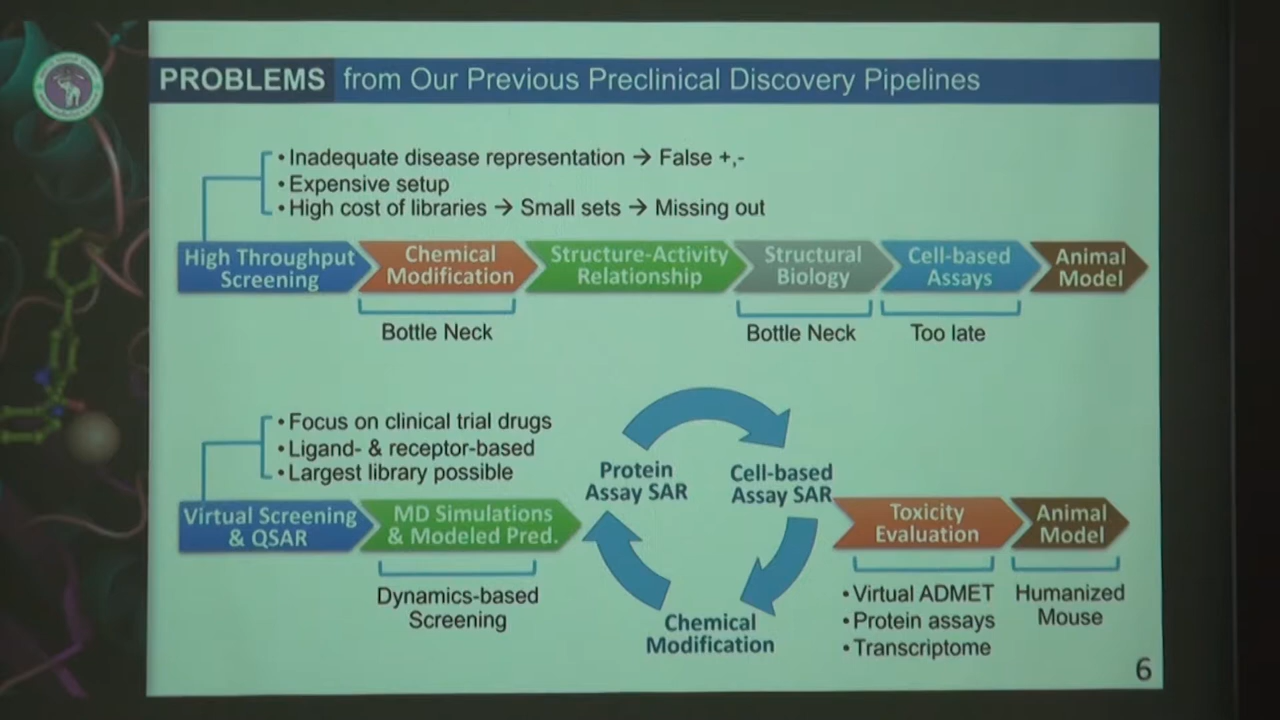 PROBLEMS from Our Previous Preclinical Discovery Pipelines
• Inadequate disease representation → False +,-
• Expensive setup
• High cost of libraries → Small sets → Missing out
High Throughput
Screening
Chemical
Modification
Structure-Activity
Relationship
Structural
Biology
Cell-based
Assays
Animal
Model
Bottle Neck
Bottle Neck
Too late
• Focus on clinical trial drugs
• Ligand- & receptor-based
• Largest library possible
Virtual Screening
& QSAR
MD Simulations
& Modeled Pred.
Protein
Assay SAR
Cell-based
Assay SAR
Chemical
Modification
Toxicity
Evaluation
Animal
Model
Dynamics-based
Screening
• Virtual ADMET
• Protein assays
• Transcriptome
Humanized
Mouse
6